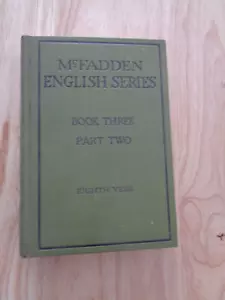 McFADDEN
ENGLISH SERIES
BOOK THREE
PART TWO
EIGHTH YEAR